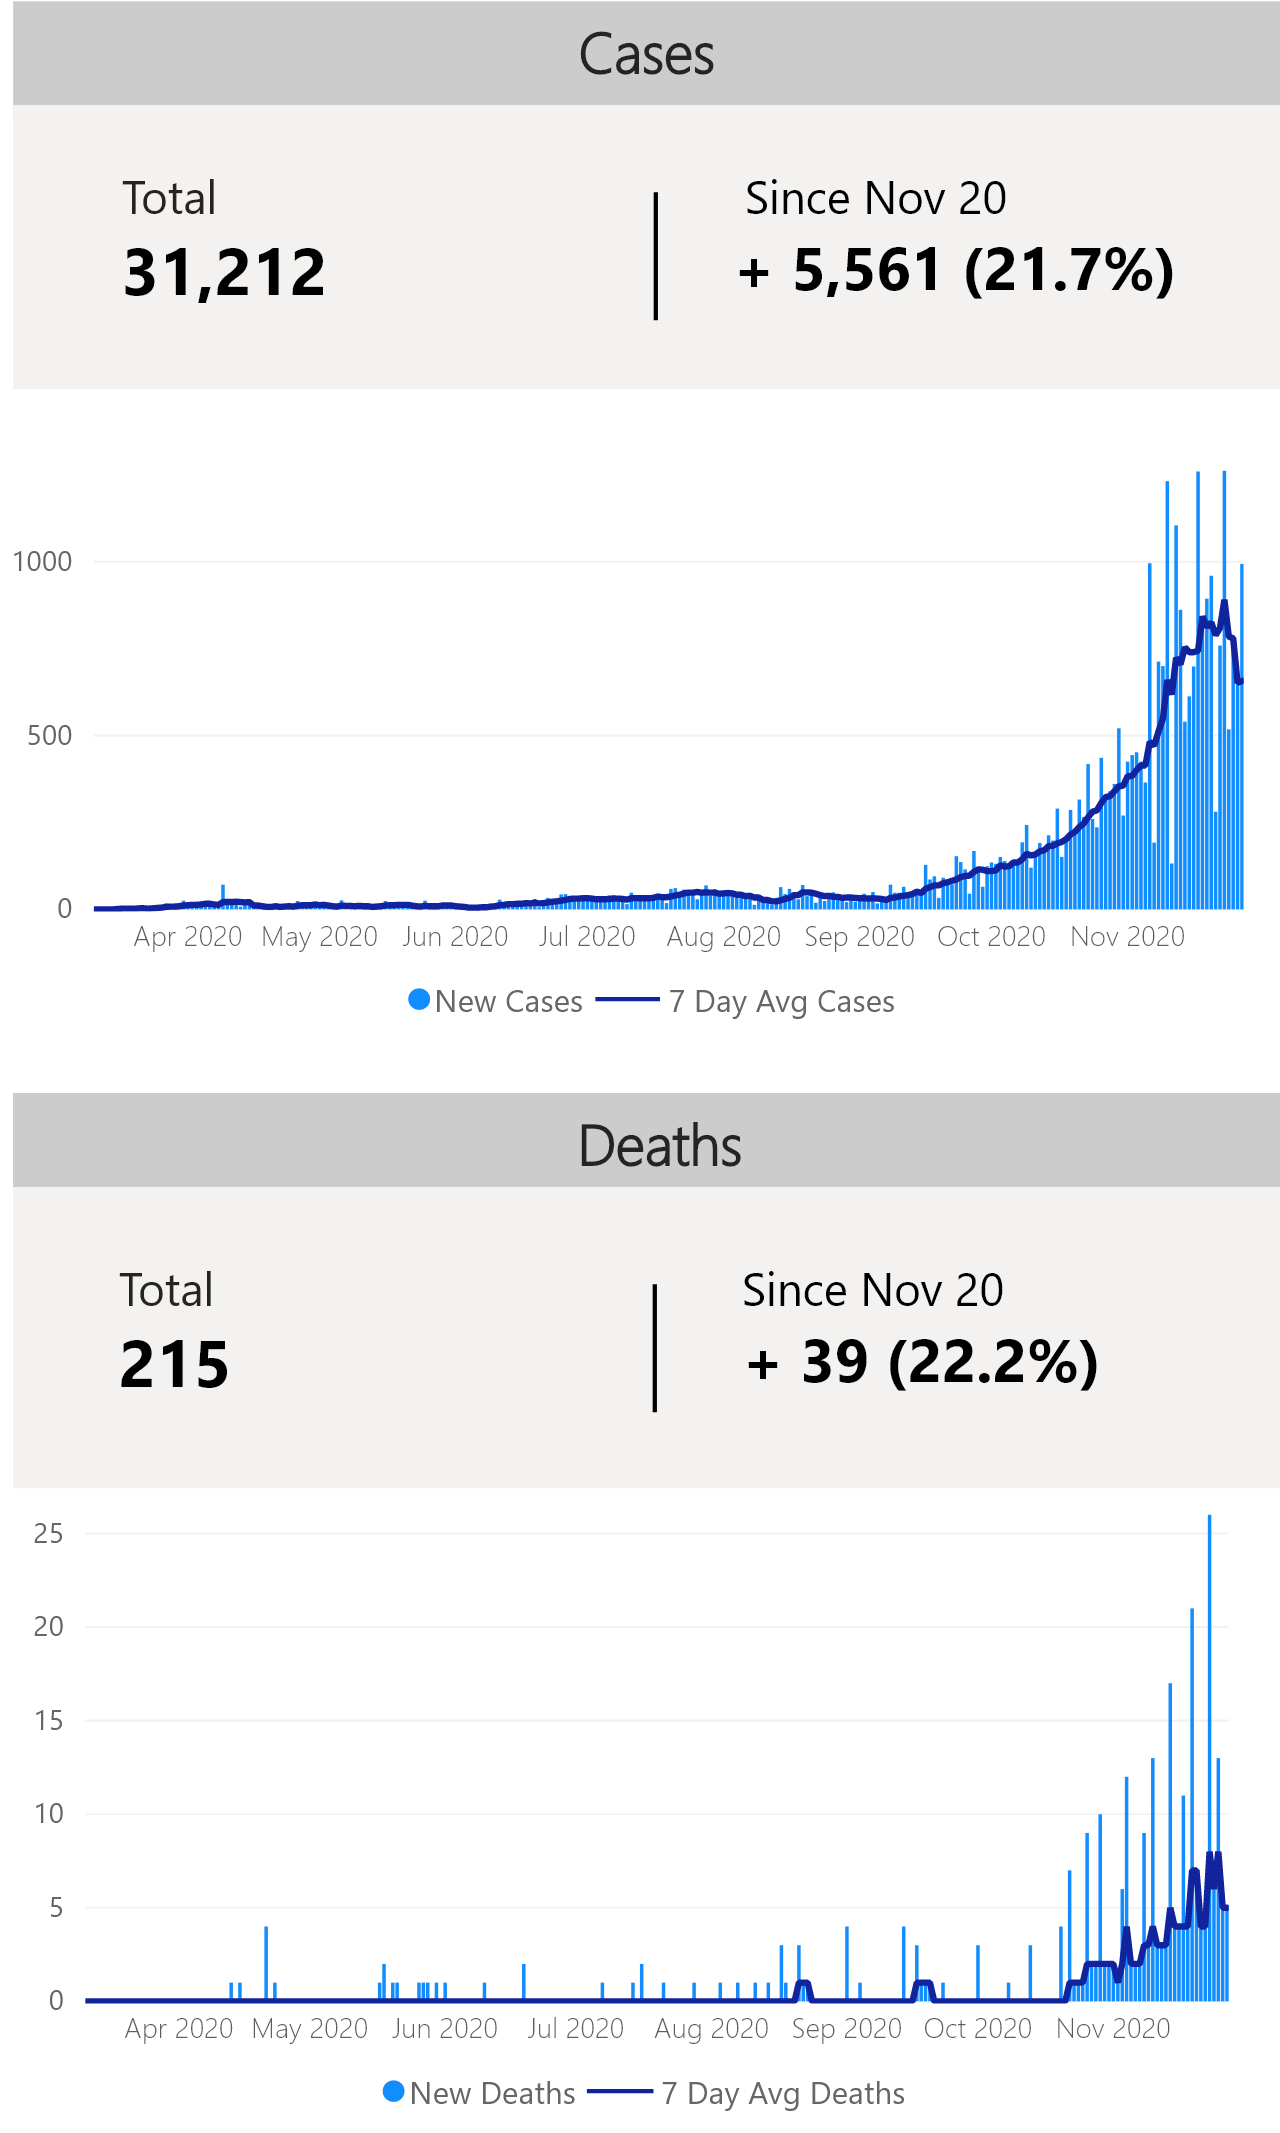 Cases
Total
Since Nov 20
31,212
+ 5,561 (21.7%)
1000
500
0
Apr 2020 May 2020 Jun 2020 Jul 2020 Aug 2020 Sep 2020 Oct 2020 Nov 2020
New Cases 7 Day Avg Cases
Deaths
Total
Since Nov 20
215
+ 39 (22.2%)
25
20
15
10
5
0
Apr 2020 May 2020 Jun 2020 Jul 2020 Aug 2020 Sep 2020 Oct 2020 Nov 2020
New Deaths 7 Day Avg Deaths